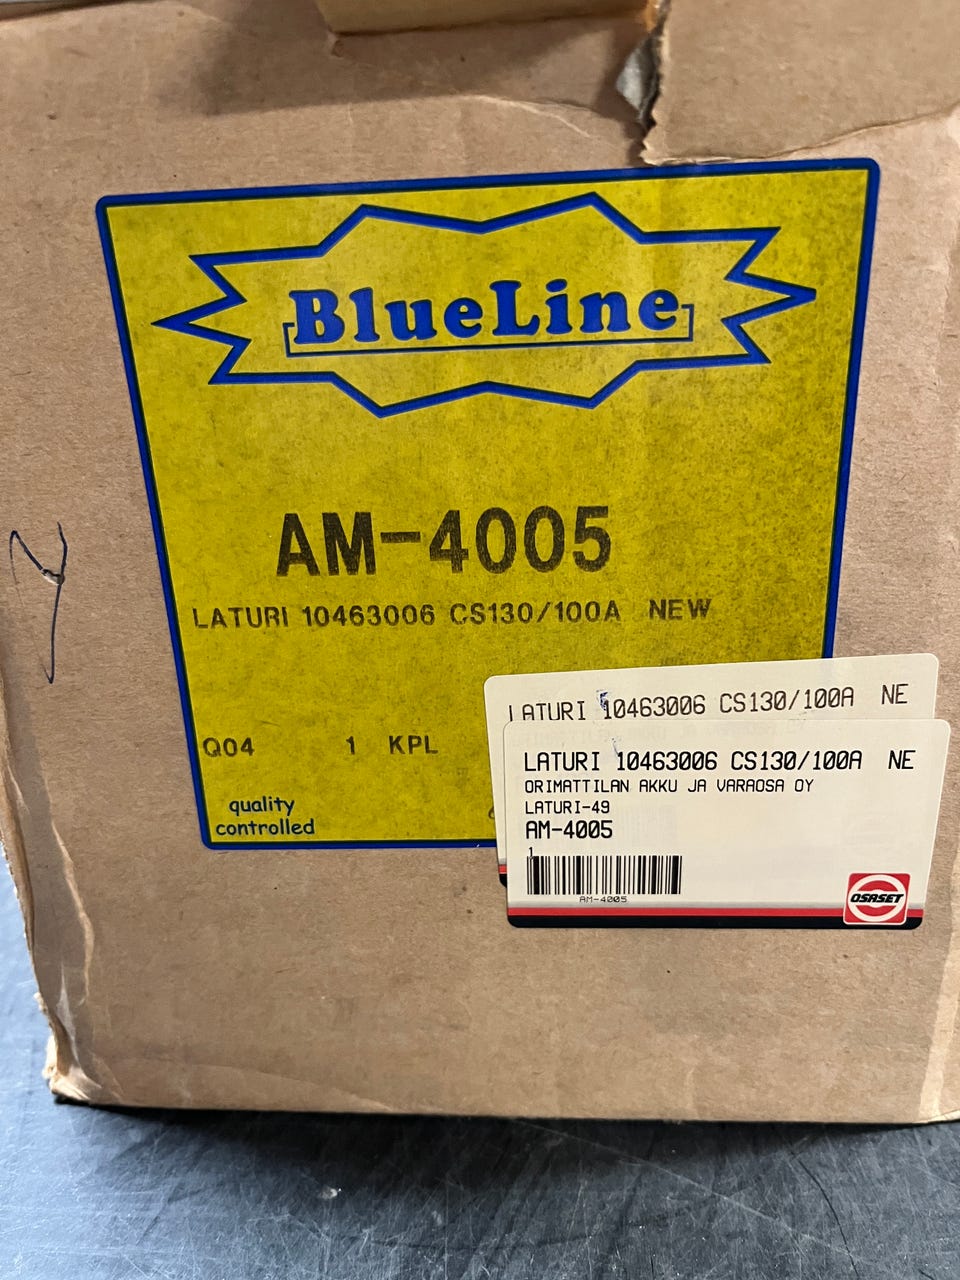 BlueLine
AM-4005
LATURI 10463006 CS130/100A NEW
Q04 1 KPL
quality
controlled
LATURI 10463006 CS130/100A NE
LATURI 10463006 CS130/100A NE
ORIMATTILAN AKKU JA VARAOSA OY
LATURI-49
AM-4005
1
AM-4005
OSASET